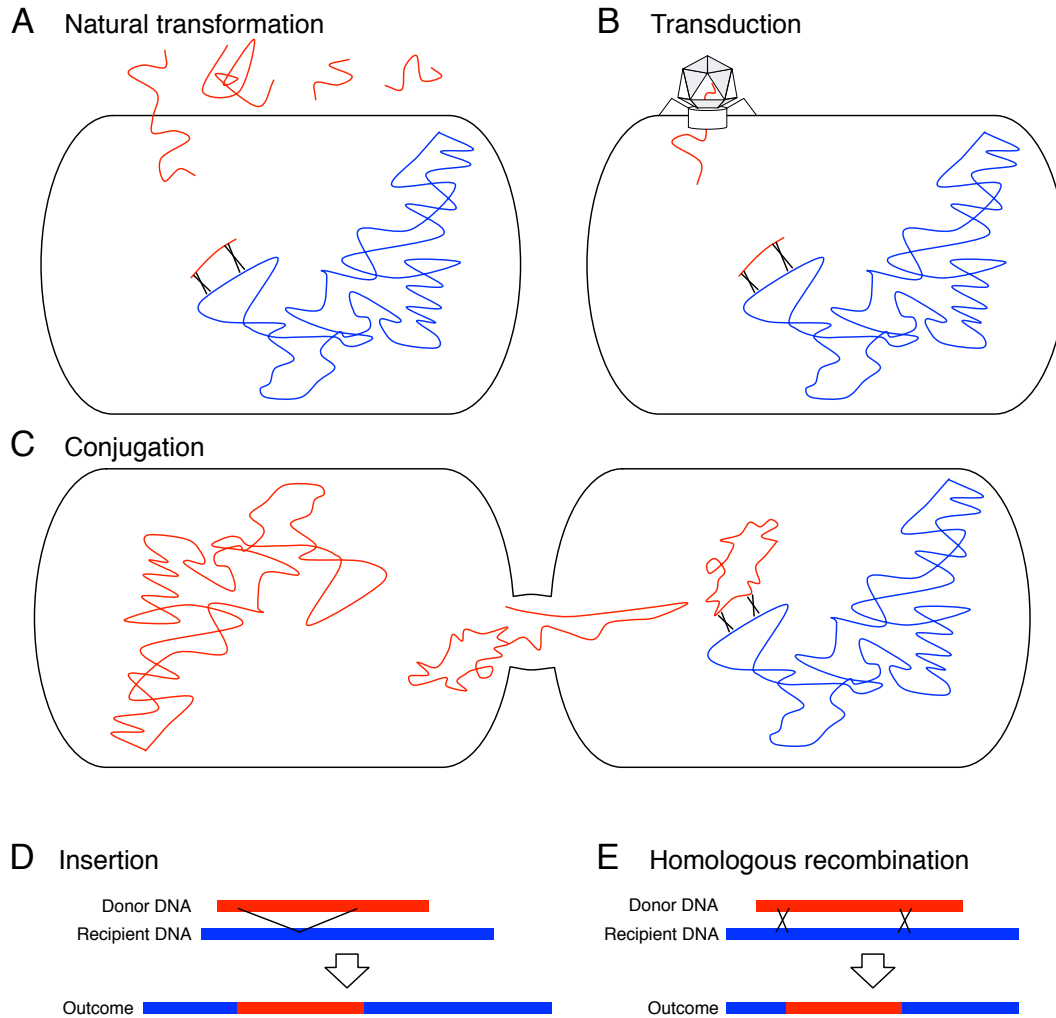 A Natural transformation
B Transduction
C Conjugation
D Insertion
Donor DNA
Recipient DNA
Outcome
E Homologous recombination
Donor DNA
Recipient DNA
Outcome